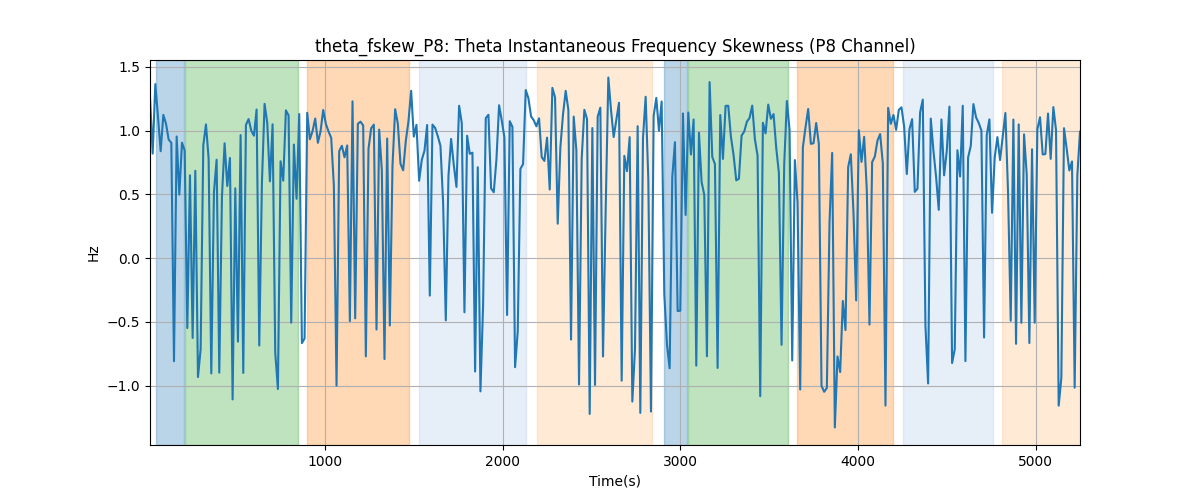 theta_fskew_P8: Theta Instantaneous Frequency Skewness (P8 Channel)
1.5
1.0
0.5
0.0
−0.5
−1.0
Hz
1000 2000 3000 4000 5000
Time(s)